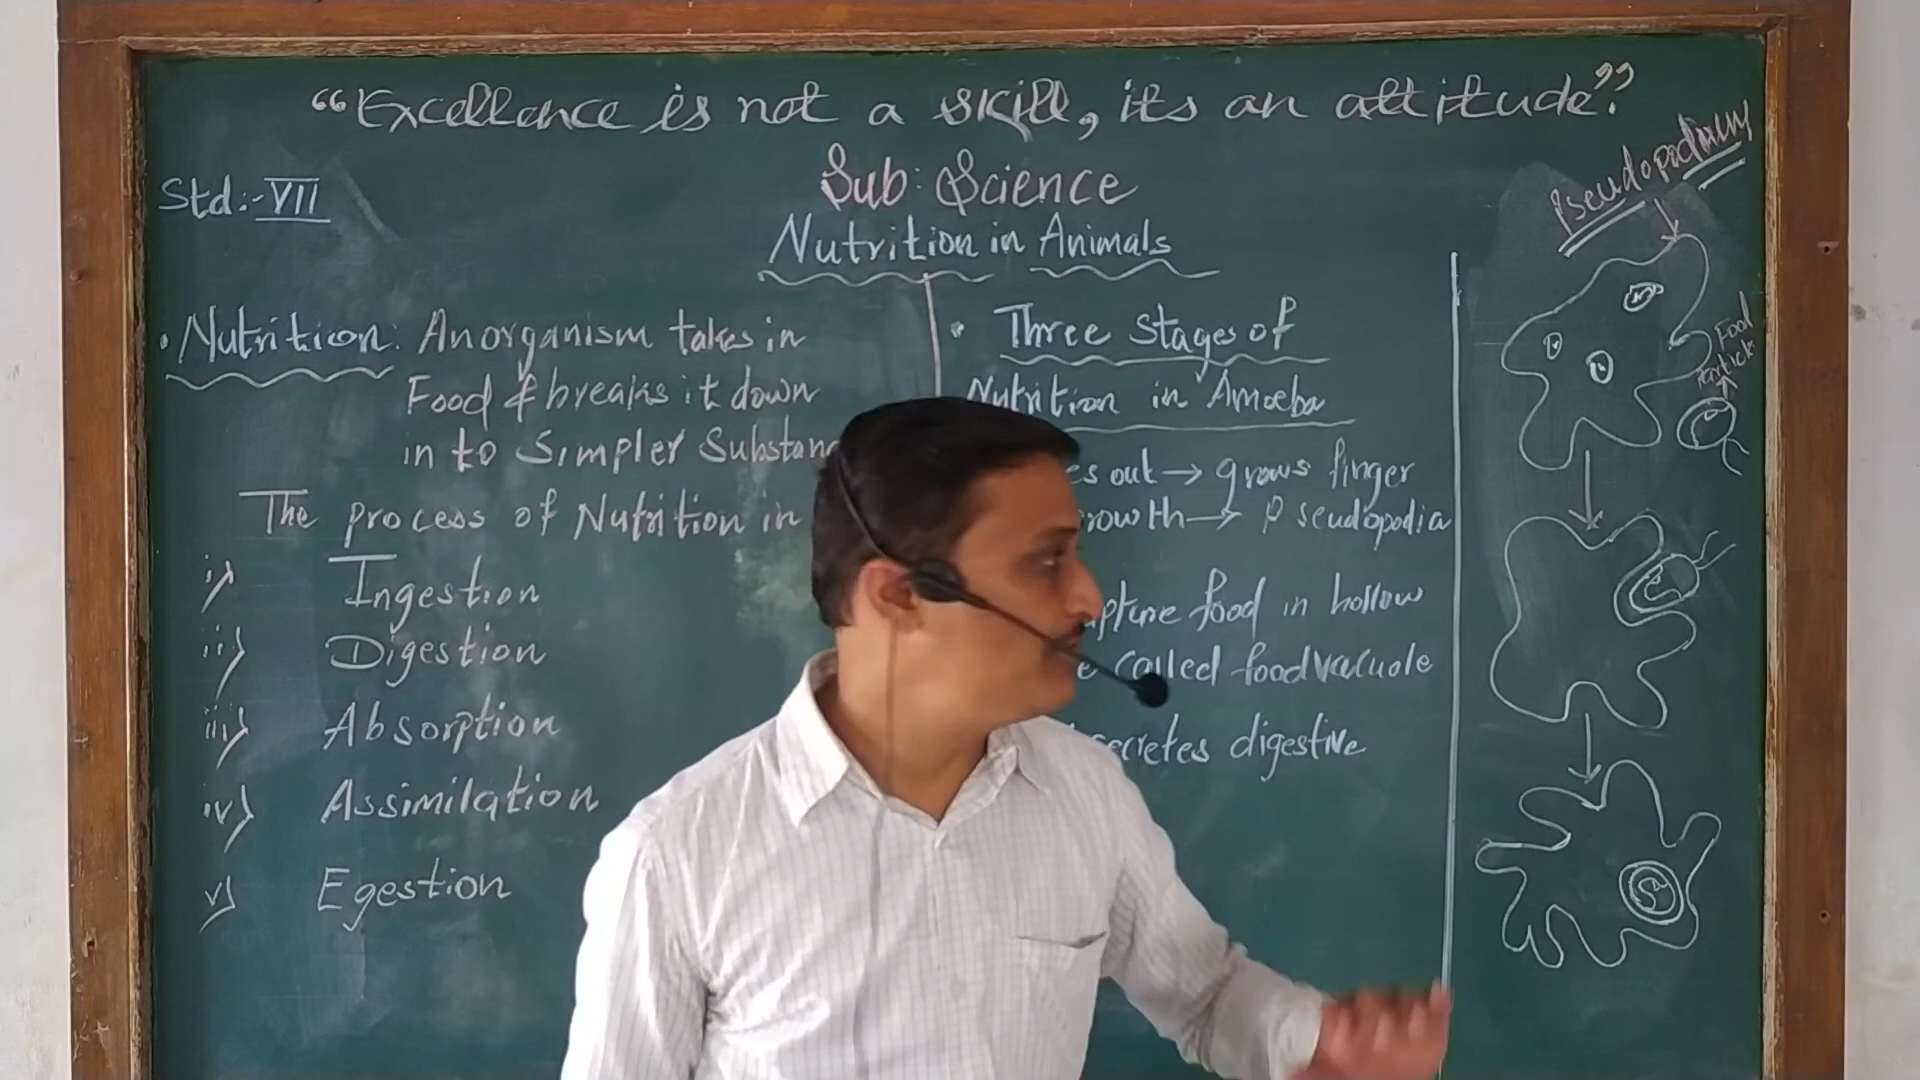 “Excellence is not a skill, its an attitude”
Std:- VII
Sub: Science
Nutrition in Animals
• Nutrition: An organism takes in
Food & breaks it down
in to Simpler
The process of Nutrition in
i) Ingestion
ii) Digestion
iii) Absorption
iv) Assimilation
v) Egestion
• Three stages of
Nutrition in Amoeba
out → grows finger
→ Pseudopodia
food in hollow
called food vacuole
digestive
Pseudopodium
Food
Particle